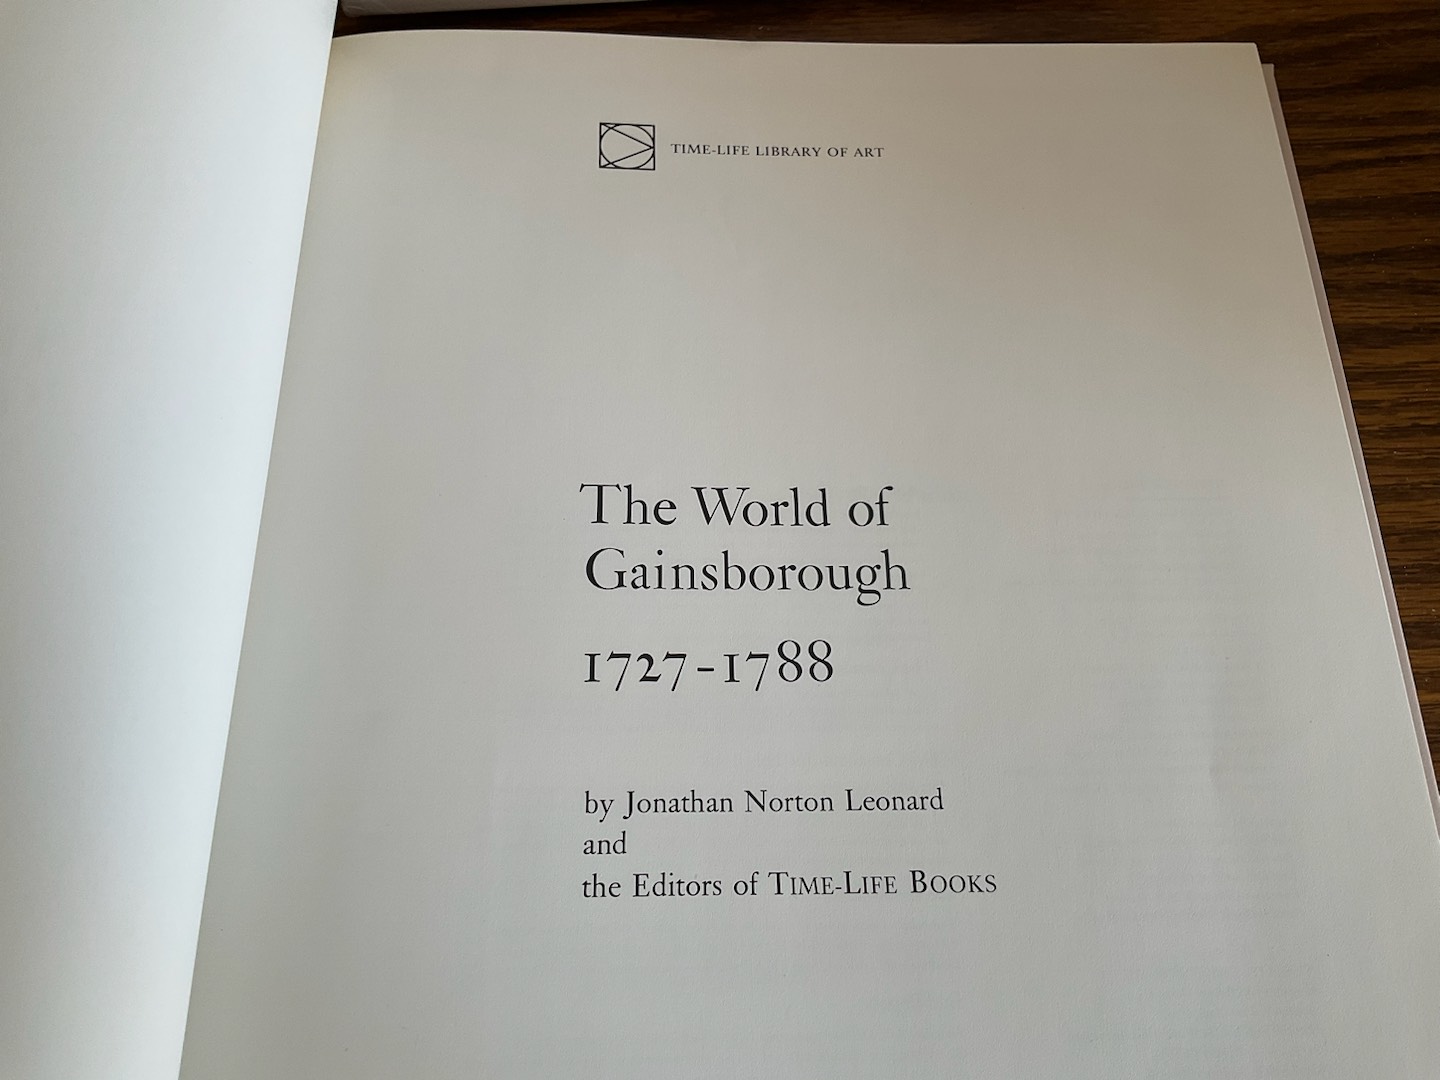 TIME-LIFE LIBRARY OF ART
The World of
Gainsborough
1727-1788
by Jonathan Norton Leonard
and
the Editors of TIME-LIFE BOOKS